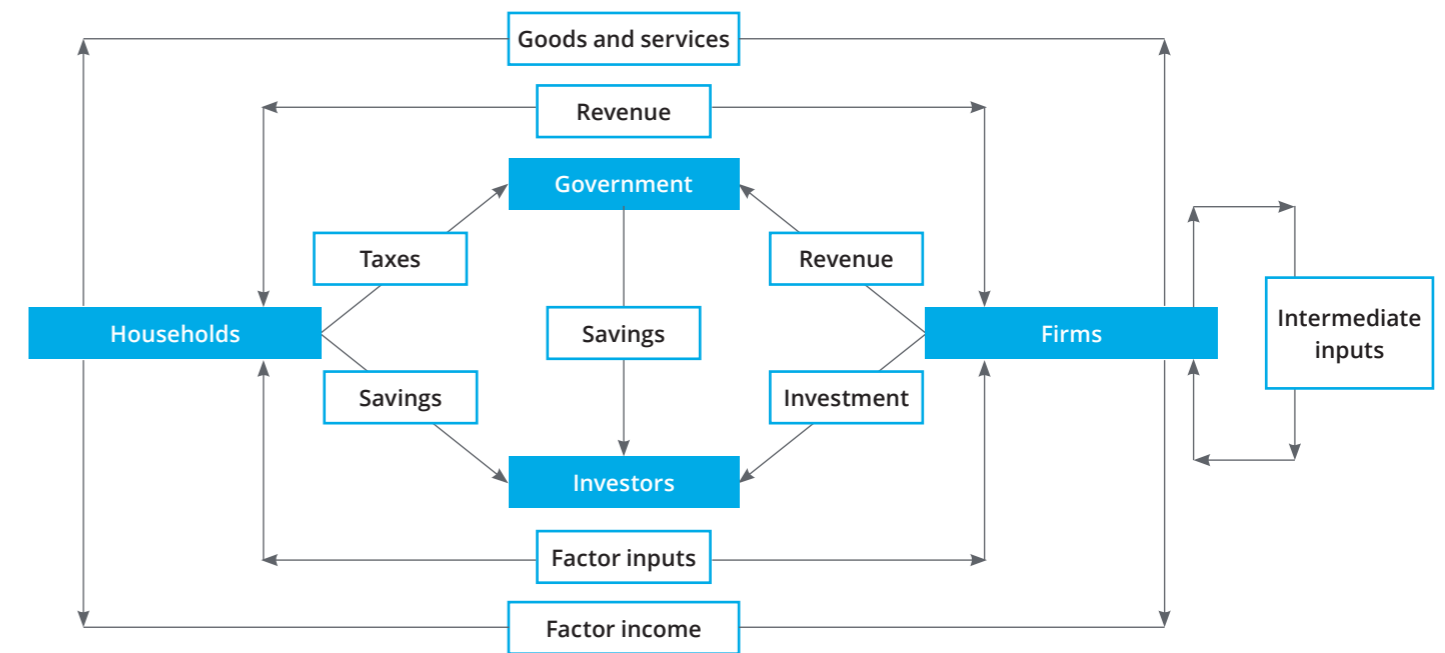 Goods and services
Revenue
Government
Taxes
Revenue
Households
Savings
Firms
Intermediate
inputs
Savings
Investment
Investors
Factor inputs
Factor income